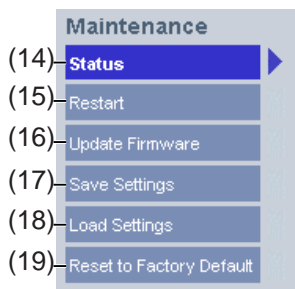 Maintenance
(14) Status
(15) Restart
(16) Update Firmware
(17) Save Settings
(18) Load Settings
(19) Reset to Factory Default